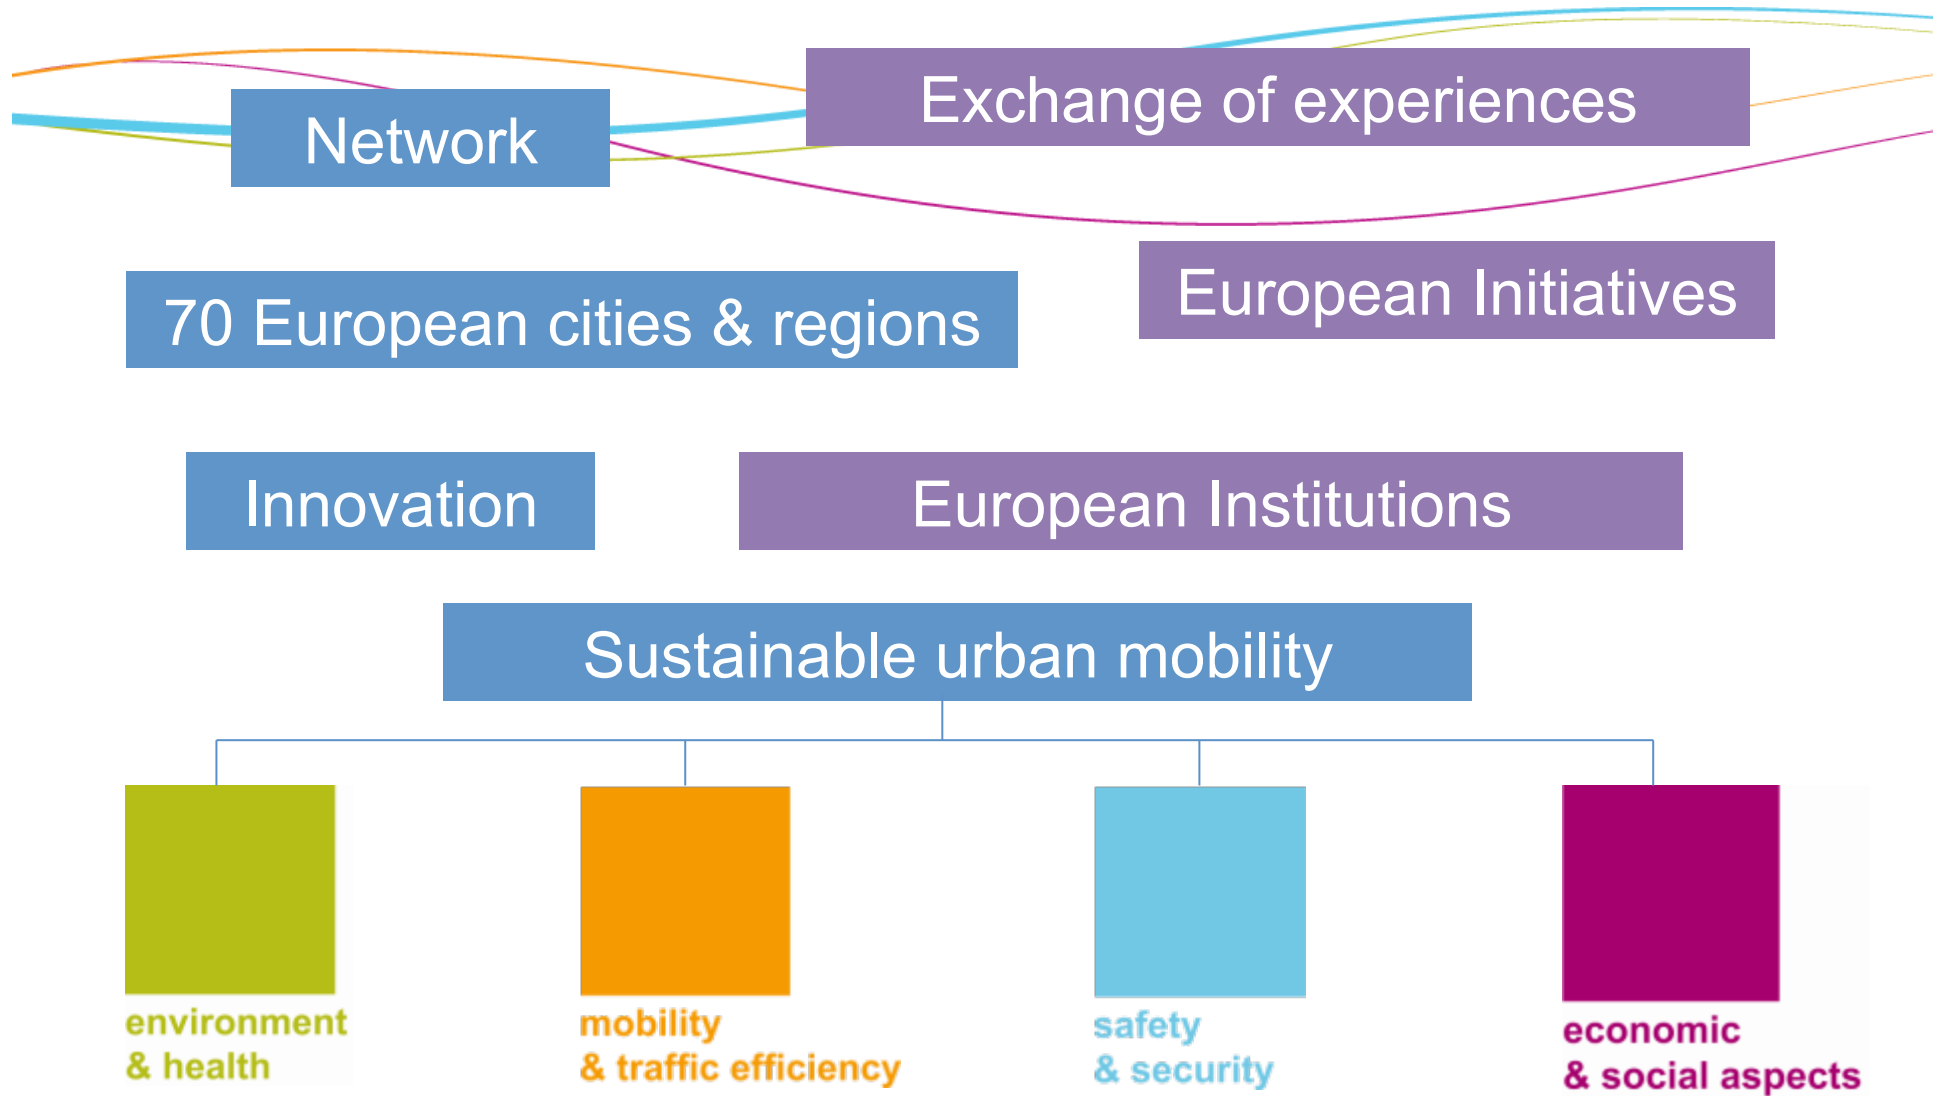 Network
Exchange of experiences
70 European cities & regions
European Initiatives
Innovation
European Institutions
Sustainable urban mobility
environment
& health
mobility
& traffic efficiency
safety
& security
economic
& social aspects